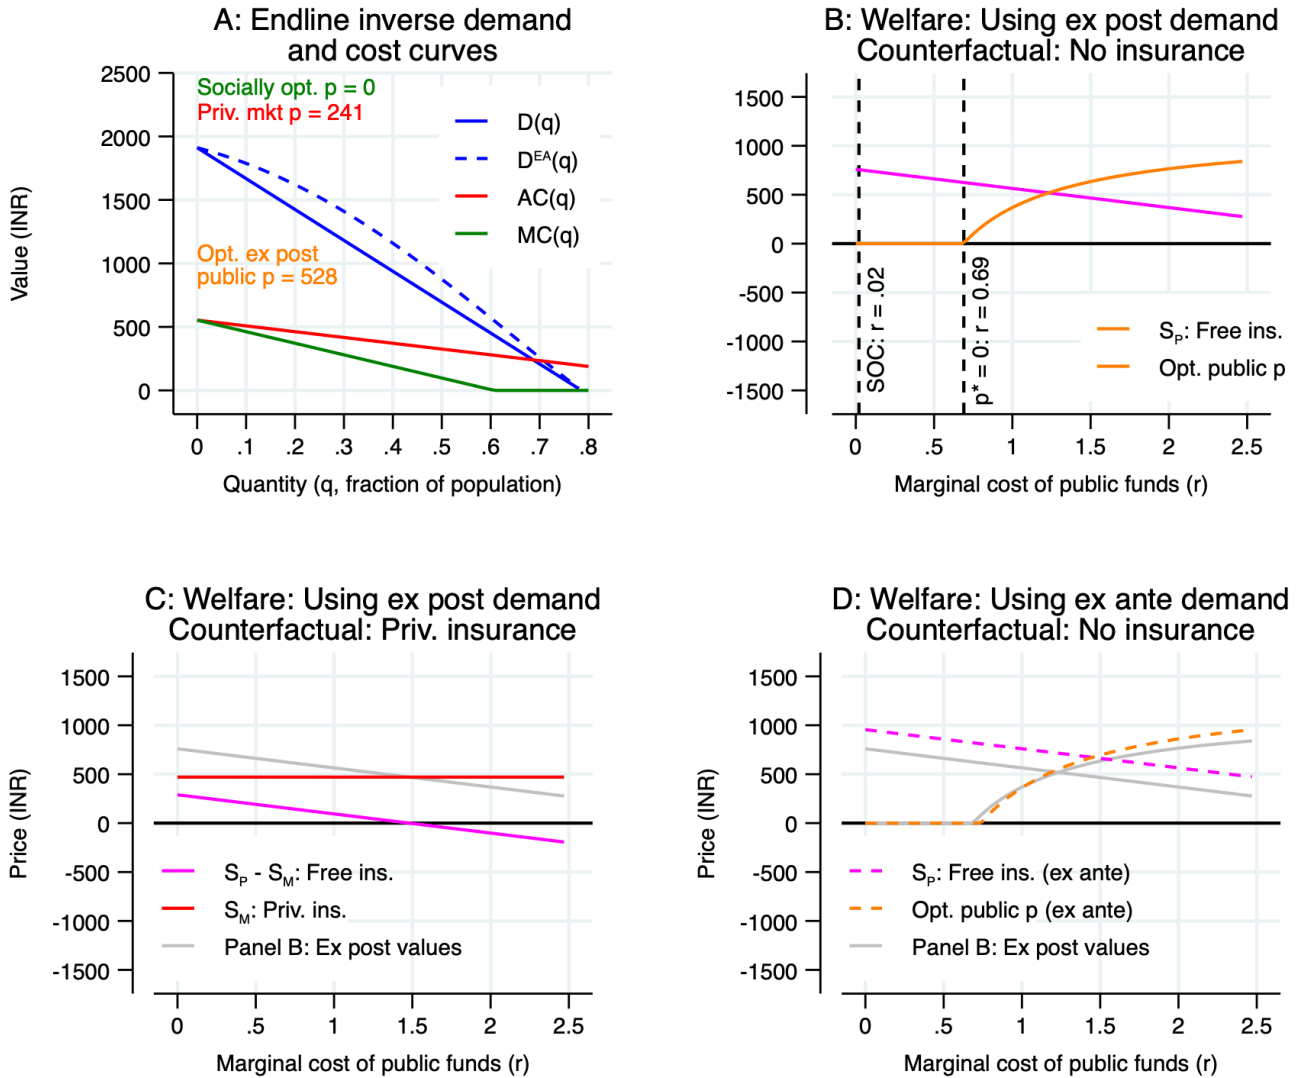 A: Endline inverse demand
and cost curves
Value (INR)
2500
2000
1500
1000
500
0
Socially opt. p = 0
Priv. mkt p = 241
Opt. ex post
public p = 528
D(q)
D^EA(q)
AC(q)
MC(q)
0 .1 .2 .3 .4 .5 .6 .7 .8
Quantity (q, fraction of population)
B: Welfare: Using ex post demand
Counterfactual: No insurance
1500
1000
500
0
-500
-1000
-1500
SOC: r = .02
p* = 0: r = 0.69
S_P: Free ins.
Opt. public p
0 .5 1 1.5 2 2.5
Marginal cost of public funds (r)
C: Welfare: Using ex post demand
Counterfactual: Priv. insurance
Price (INR)
1500
1000
500
0
-500
-1000
-1500
S_P - S_M: Free ins.
S_M: Priv. ins.
Panel B: Ex post values
0 .5 1 1.5 2 2.5
Marginal cost of public funds (r)
D: Welfare: Using ex ante demand
Counterfactual: No insurance
Price (INR)
1500
1000
500
0
-500
-1000
-1500
S_P: Free ins. (ex ante)
Opt. public p (ex ante)
Panel B: Ex post values
0 .5 1 1.5 2 2.5
Marginal cost of public funds (r)